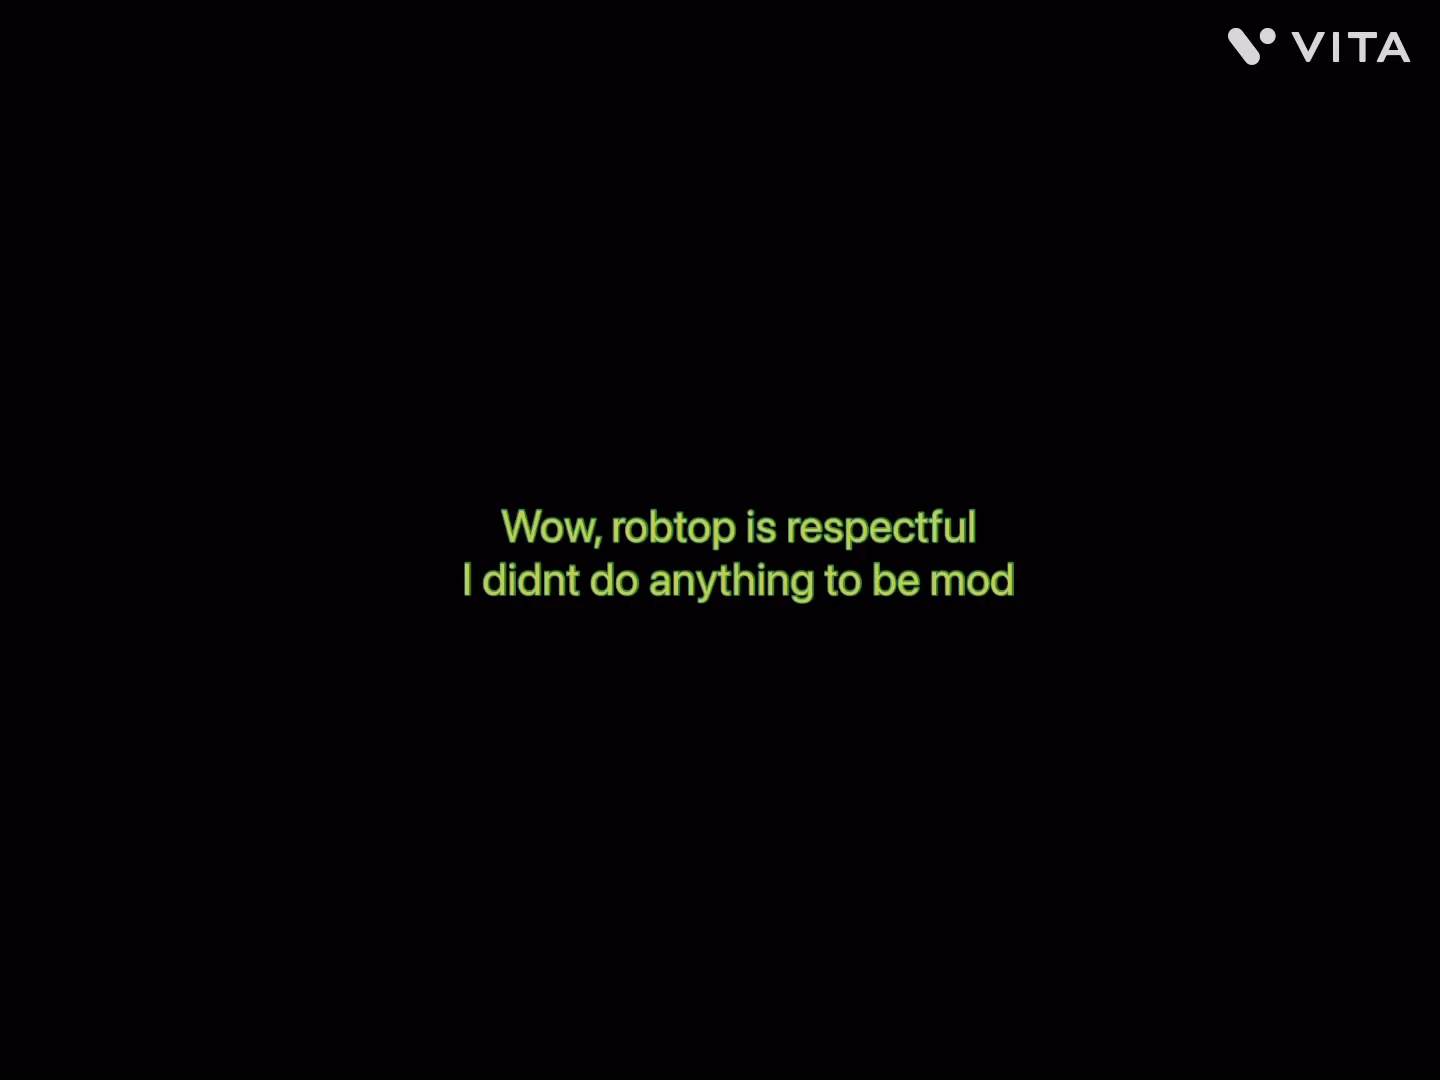 VITA
Wow, robtop is respectful
I didnt do anything to be mod